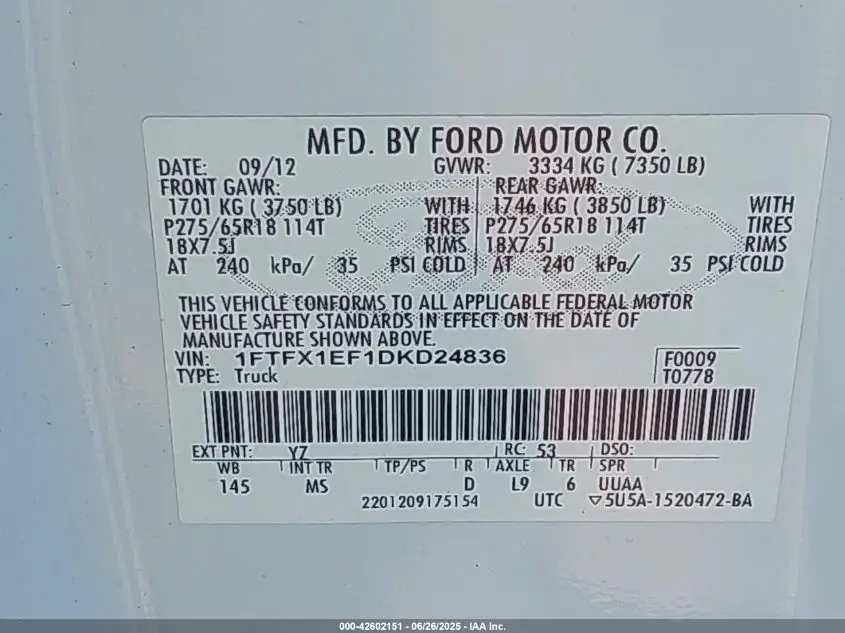 MFD. BY FORD MOTOR CO.
DATE: 09/12 GVWR: 3334 KG ( 7350 LB)
FRONT GAWR: REAR GAWR:
1701 KG ( 3750 LB) WITH 1746 KG ( 3850 LB) WITH
P275/65R18 114T TIRES P275/65R18 114T TIRES
18X7.5J RIMS 18X7.5J RIMS
AT 240 kPa/ 35 PSI COLD AT 240 kPa/ 35 PSI COLD
THIS VEHICLE CONFORMS TO ALL APPLICABLE FEDERAL MOTOR
VEHICLE SAFETY STANDARDS IN EFFECT ON THE DATE OF
MANUFACTURE SHOWN ABOVE.
VIN: 1FTFX1EF1DKD24836 F0009
TYPE: Truck T0778
EXT PNT: YZ RC: 53 DSO:
WB INT TR TP/PS R AXLE TR SPR
145 MS D L9 6 UUAA
2201209175154 UTC ▽5U5A-1520472-BA
000-42602151 - 06/26/2025 - IAA Inc.